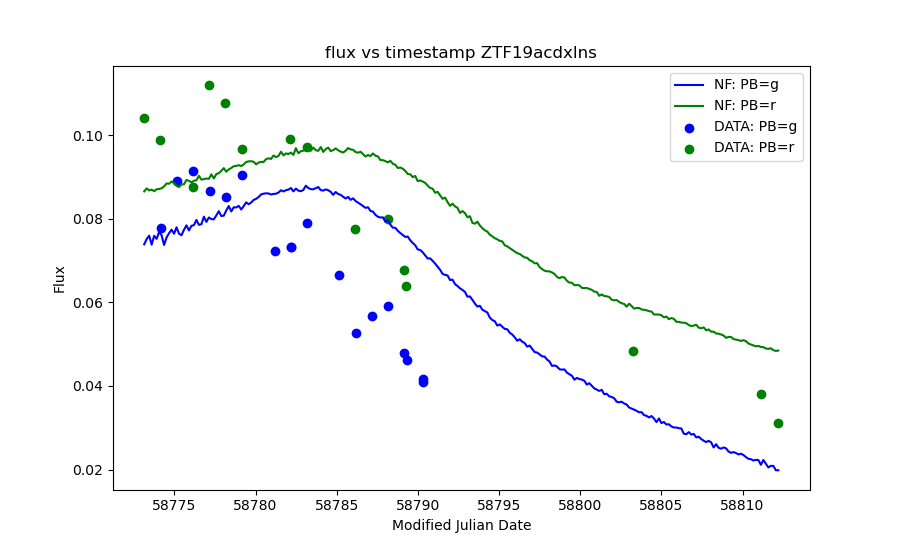 flux vs timestamp ZTF19acdxlns
NF: PB=g
NF: PB=r
DATA: PB=g
DATA: PB=r
Flux
0.10
0.08
0.06
0.04
0.02
58775 58780 58785 58790 58795 58800 58805 58810
Modified Julian Date